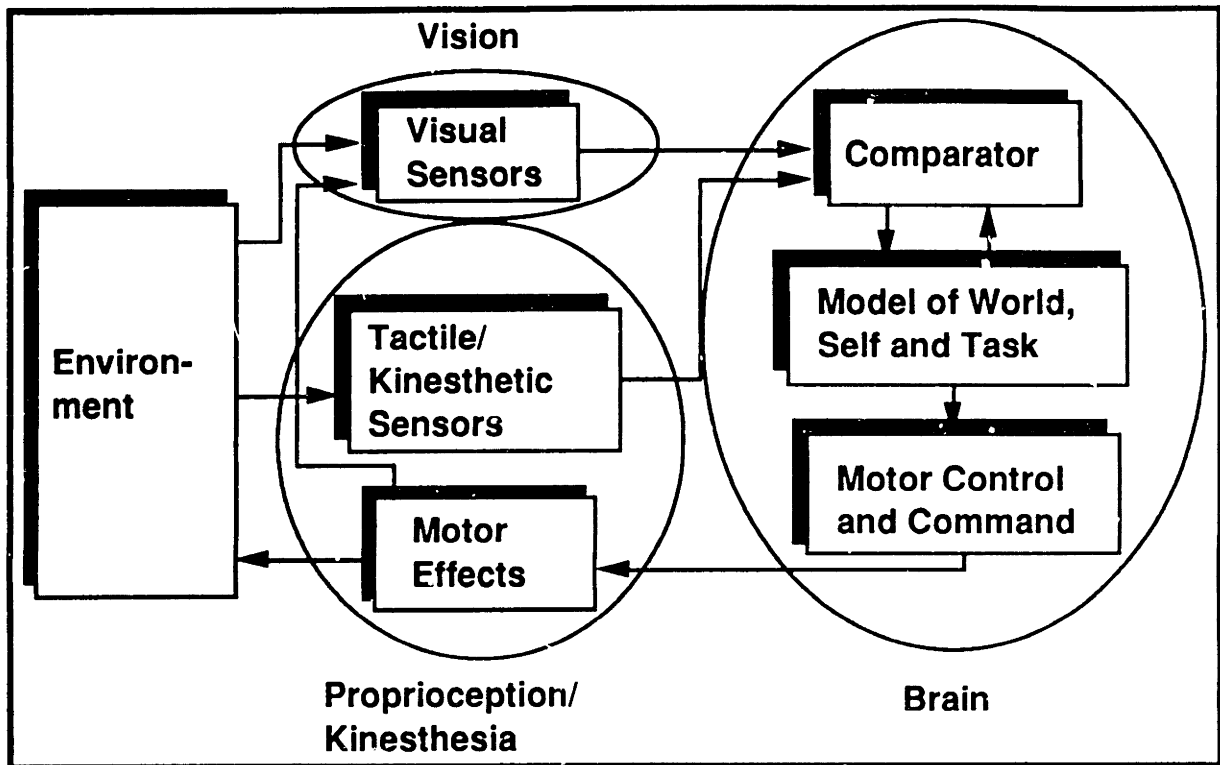 Vision
Visual
Sensors
Comparator
Environ-
ment
Tactile/
Kinesthetic
Sensors
Model of World,
Self and Task
Motor
Effects
Motor Control
and Command
Proprioception/
Kinesthesia
Brain